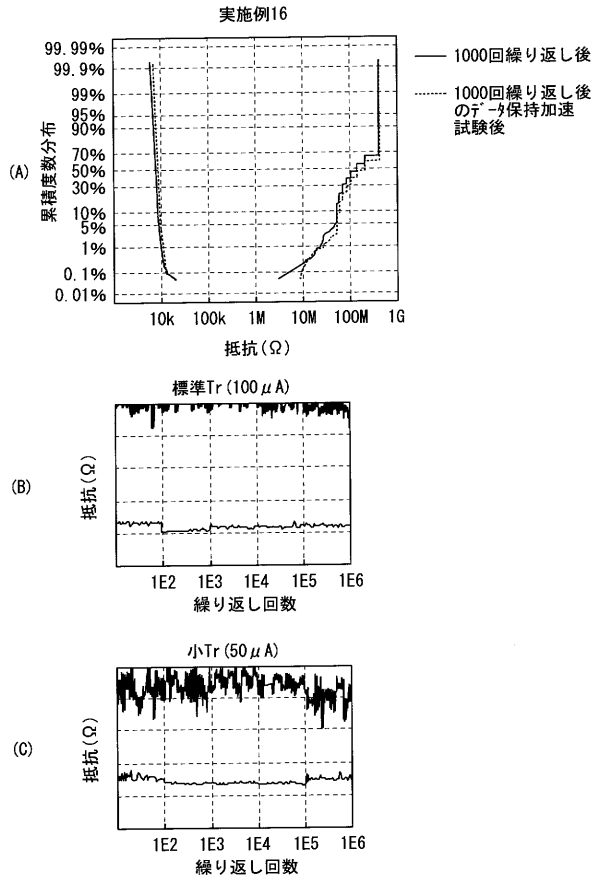 実施例16
(A)
累積度数分布
99.99%
99.9%
99%
95%
90%
70%
50%
30%
10%
5%
1%
0.1%
0.01%
10k 100k 1M 10M 100M 1G
抵抗(Ω)
1000回繰り返し後
1000回繰り返し後
のﾃﾞｰﾀ保持加速
試験後
標準Tr(100μA)
(B)
抵抗(Ω)
1E2 1E3 1E4 1E5 1E6
繰り返し回数
小Tr(50μA)
(C)
抵抗(Ω)
1E2 1E3 1E4 1E5 1E6
繰り返し回数